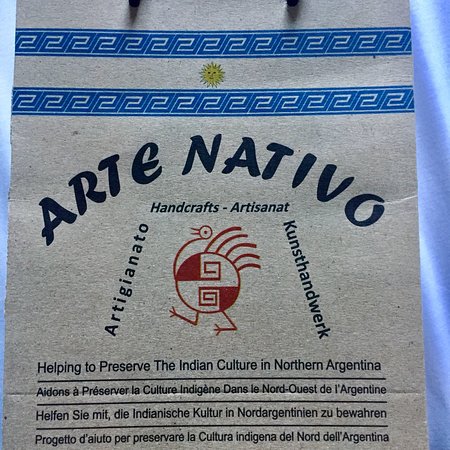 ARTE NATIVO
Handcrafts - Artisanat
Artigianato
Kunsthandwerk
Helping to Preserve The Indian Culture in Northern Argentina
Aidons à Préserver la Culture Indigène Dans le Nord-Ouest de l'Argentine
Helfen Sie mit, die Indianische Kultur in Nordargentinien zu bewahren
Progetto d'aiuto per preservare la Cultura indigena del Nord dell'Argentina